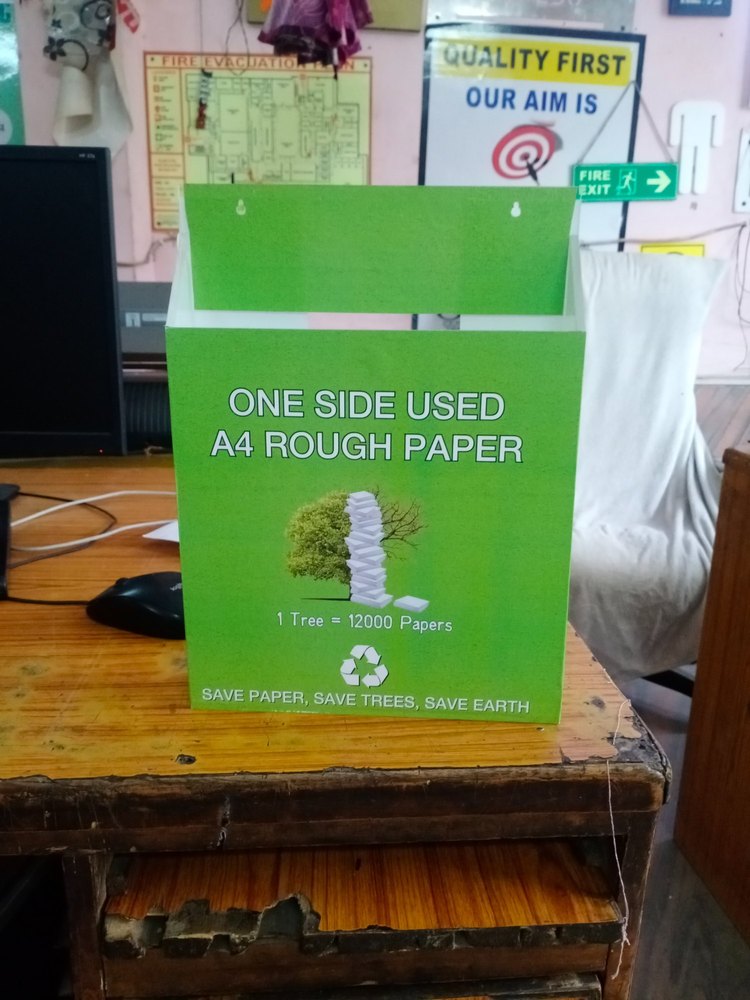 FIRE EVACUATION PLAN
QUALITY FIRST
OUR AIM IS
FIRE
EXIT
ONE SIDE USED
A4 ROUGH PAPER
1 Tree = 12000 Papers
SAVE PAPER, SAVE TREES, SAVE EARTH